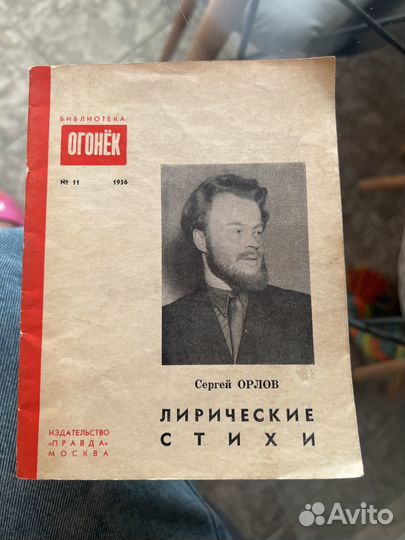 БИБЛИОТЕКА
ОГОНЁК
№ 11 1956
Сергей ОРЛОВ
ЛИРИЧЕСКИЕ
СТИХИ
ИЗДАТЕЛЬСТВО
«ПРАВДА»
МОСКВА
Avito